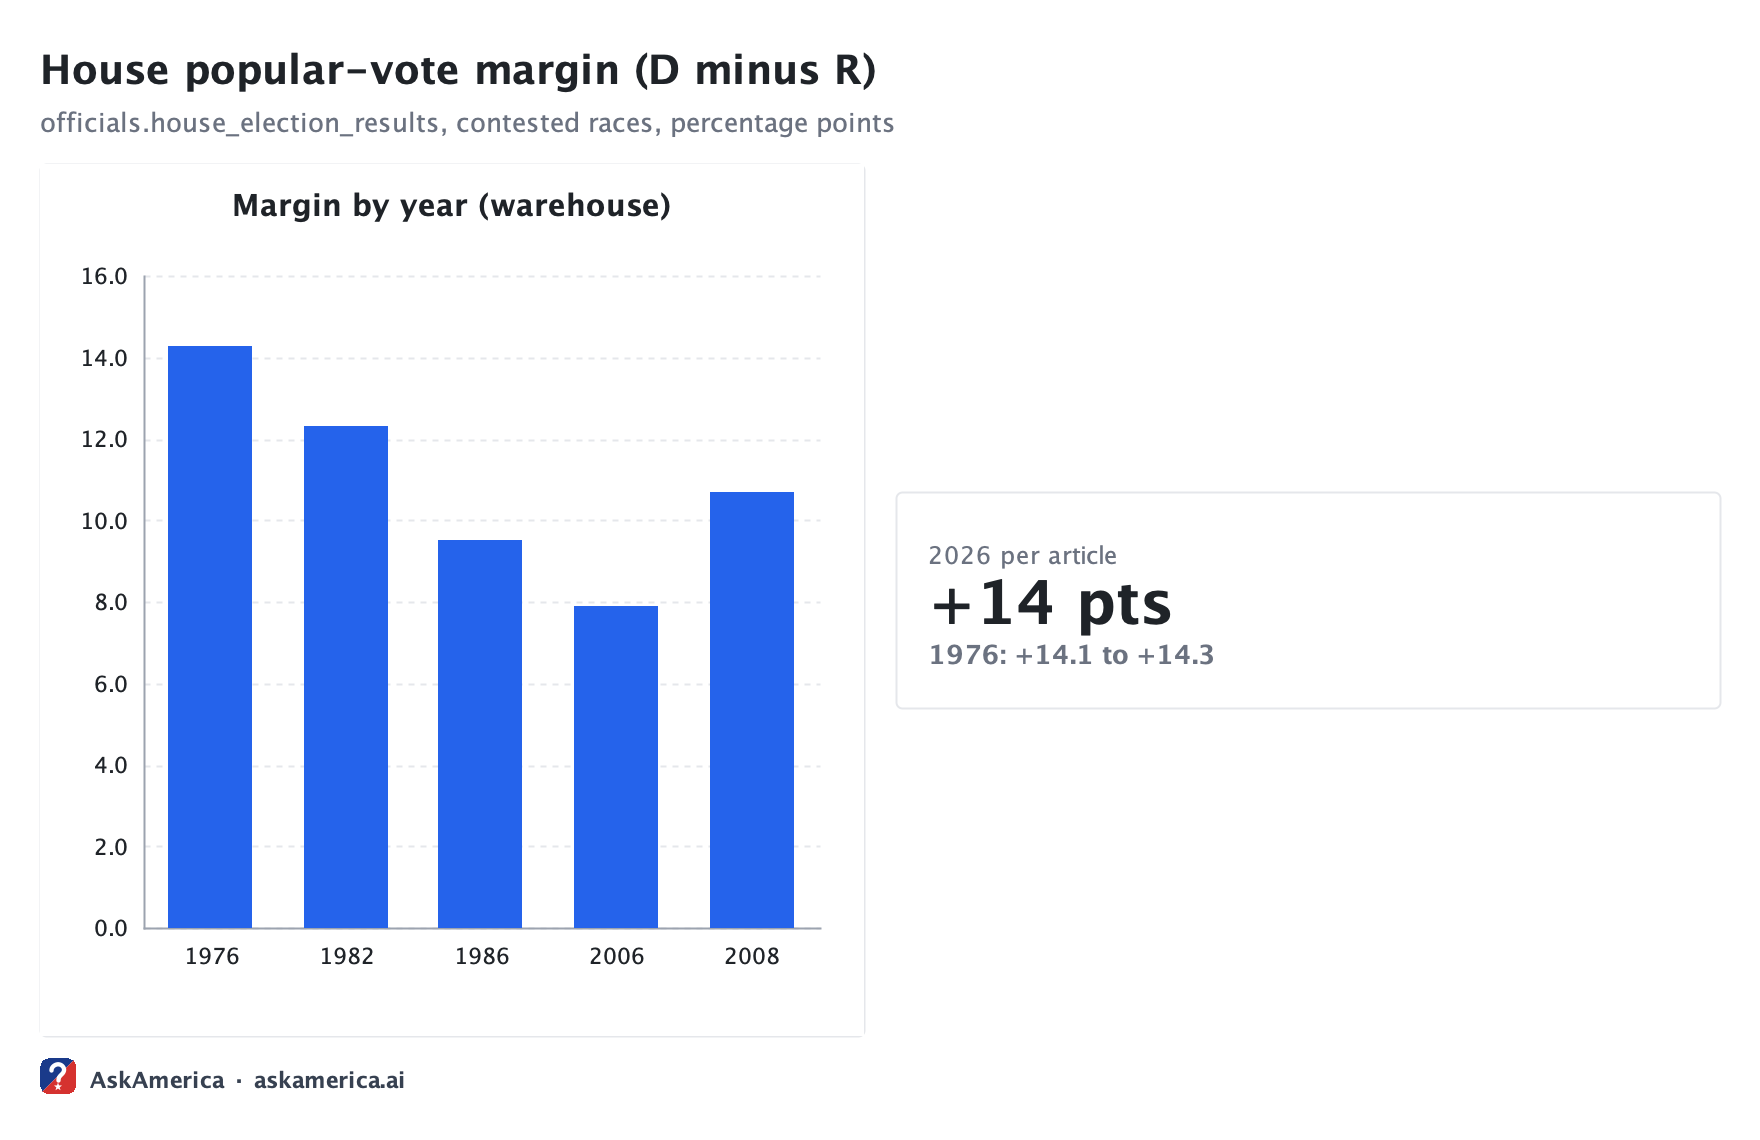 House popular-vote margin (D minus R)
officials.house_election_results, contested races, percentage points
Margin by year (warehouse)
16.0
14.0
12.0
10.0
8.0
6.0
4.0
2.0
0.0
1976 1982 1986 2006 2008
2026 per article
+14 pts
1976: +14.1 to +14.3
AskAmerica · askamerica.ai